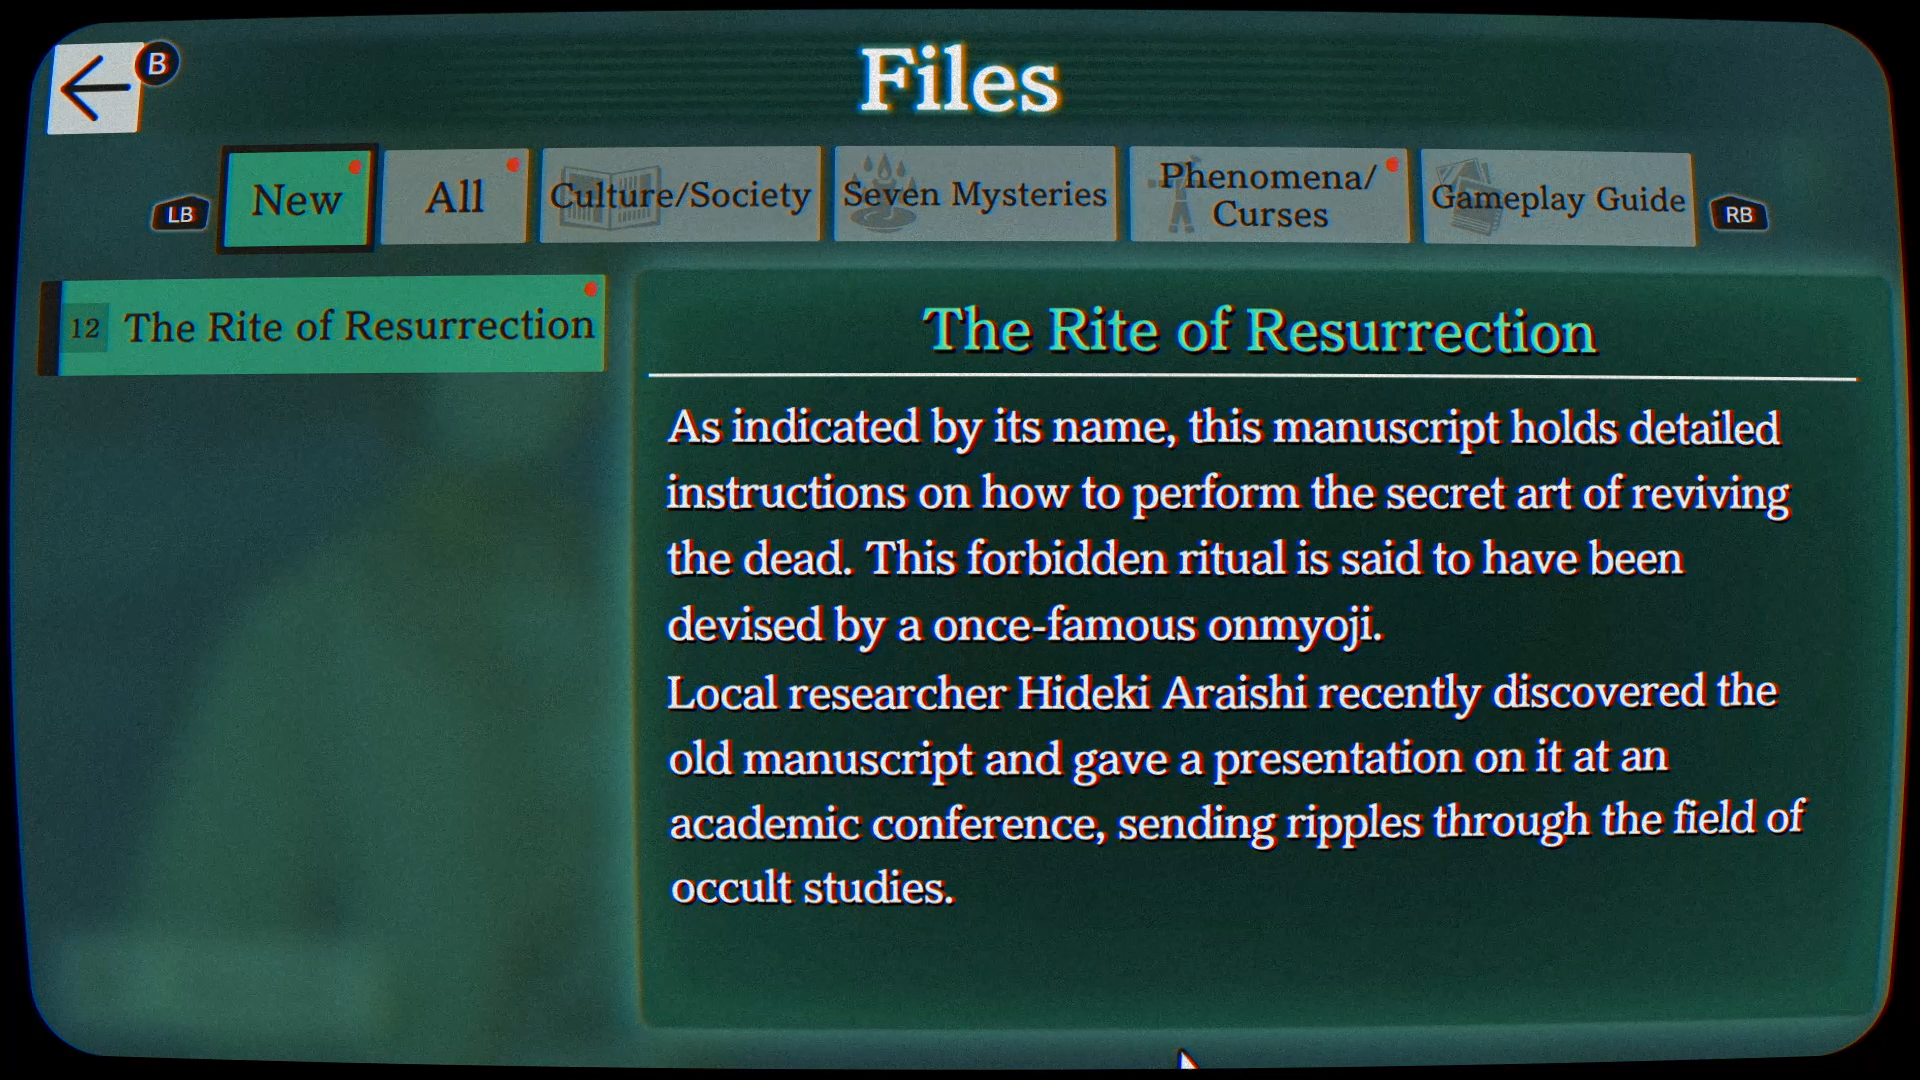 B
Files
LB
New
All
Culture/Society
Seven Mysteries
Phenomena/
Curses
Gameplay Guide
RB
12 The Rite of Resurrection
The Rite of Resurrection
As indicated by its name, this manuscript holds detailed
instructions on how to perform the secret art of reviving
the dead. This forbidden ritual is said to have been
devised by a once-famous onmyoji.
Local researcher Hideki Araishi recently discovered the
old manuscript and gave a presentation on it at an
academic conference, sending ripples through the field of
occult studies.